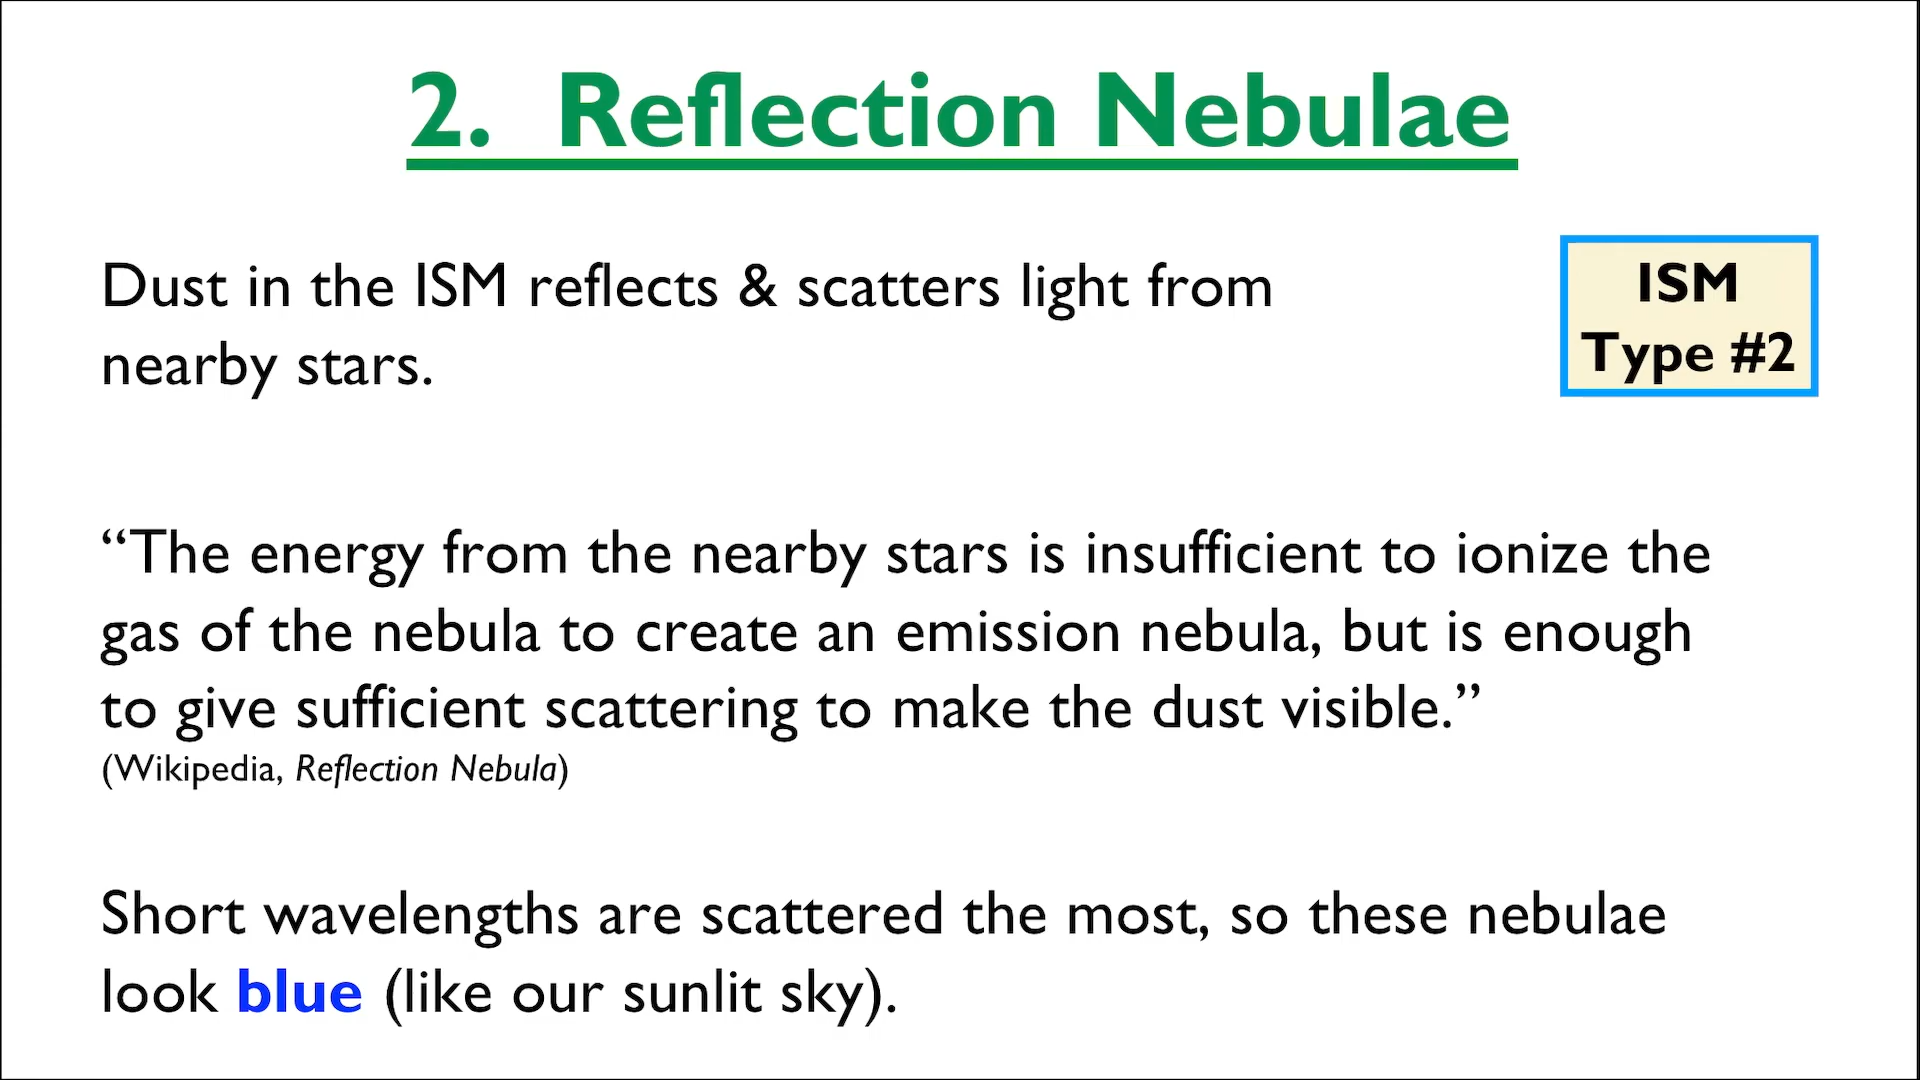 2. Reflection Nebulae
Dust in the ISM reflects & scatters light from
nearby stars.
ISM
Type #2
“The energy from the nearby stars is insufficient to ionize the
gas of the nebula to create an emission nebula, but is enough
to give sufficient scattering to make the dust visible.”
(Wikipedia, Reflection Nebula)
Short wavelengths are scattered the most, so these nebulae
look blue (like our sunlit sky).